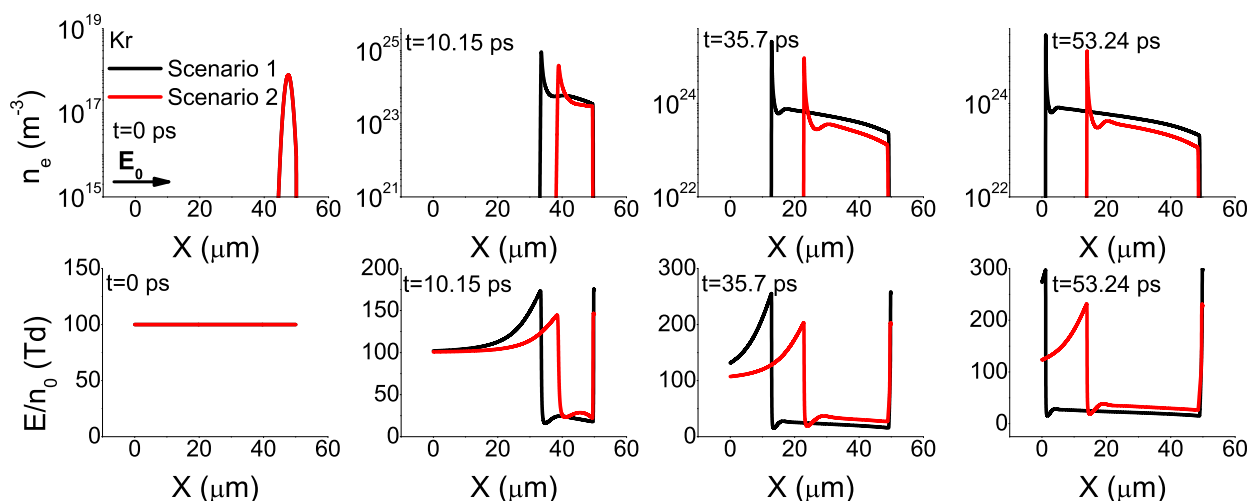 10^19
10^17
10^15
n_e (m^-3)
Kr
Scenario 1
Scenario 2
t=0 ps
E_0
0 20 40 60
X (μm)
t=10.15 ps
10^25
10^23
10^21
0 20 40 60
X (μm)
t=35.7 ps
10^24
10^22
0 20 40 60
X (μm)
t=53.24 ps
10^24
10^22
0 20 40 60
X (μm)
150
100
50
0
E/n_0 (Td)
t=0 ps
0 20 40 60
X (μm)
200
150
100
50
0
t=10.15 ps
0 20 40 60
X (μm)
300
200
100
0
t=35.7 ps
0 20 40 60
X (μm)
300
200
100
0
t=53.24 ps
0 20 40 60
X (μm)